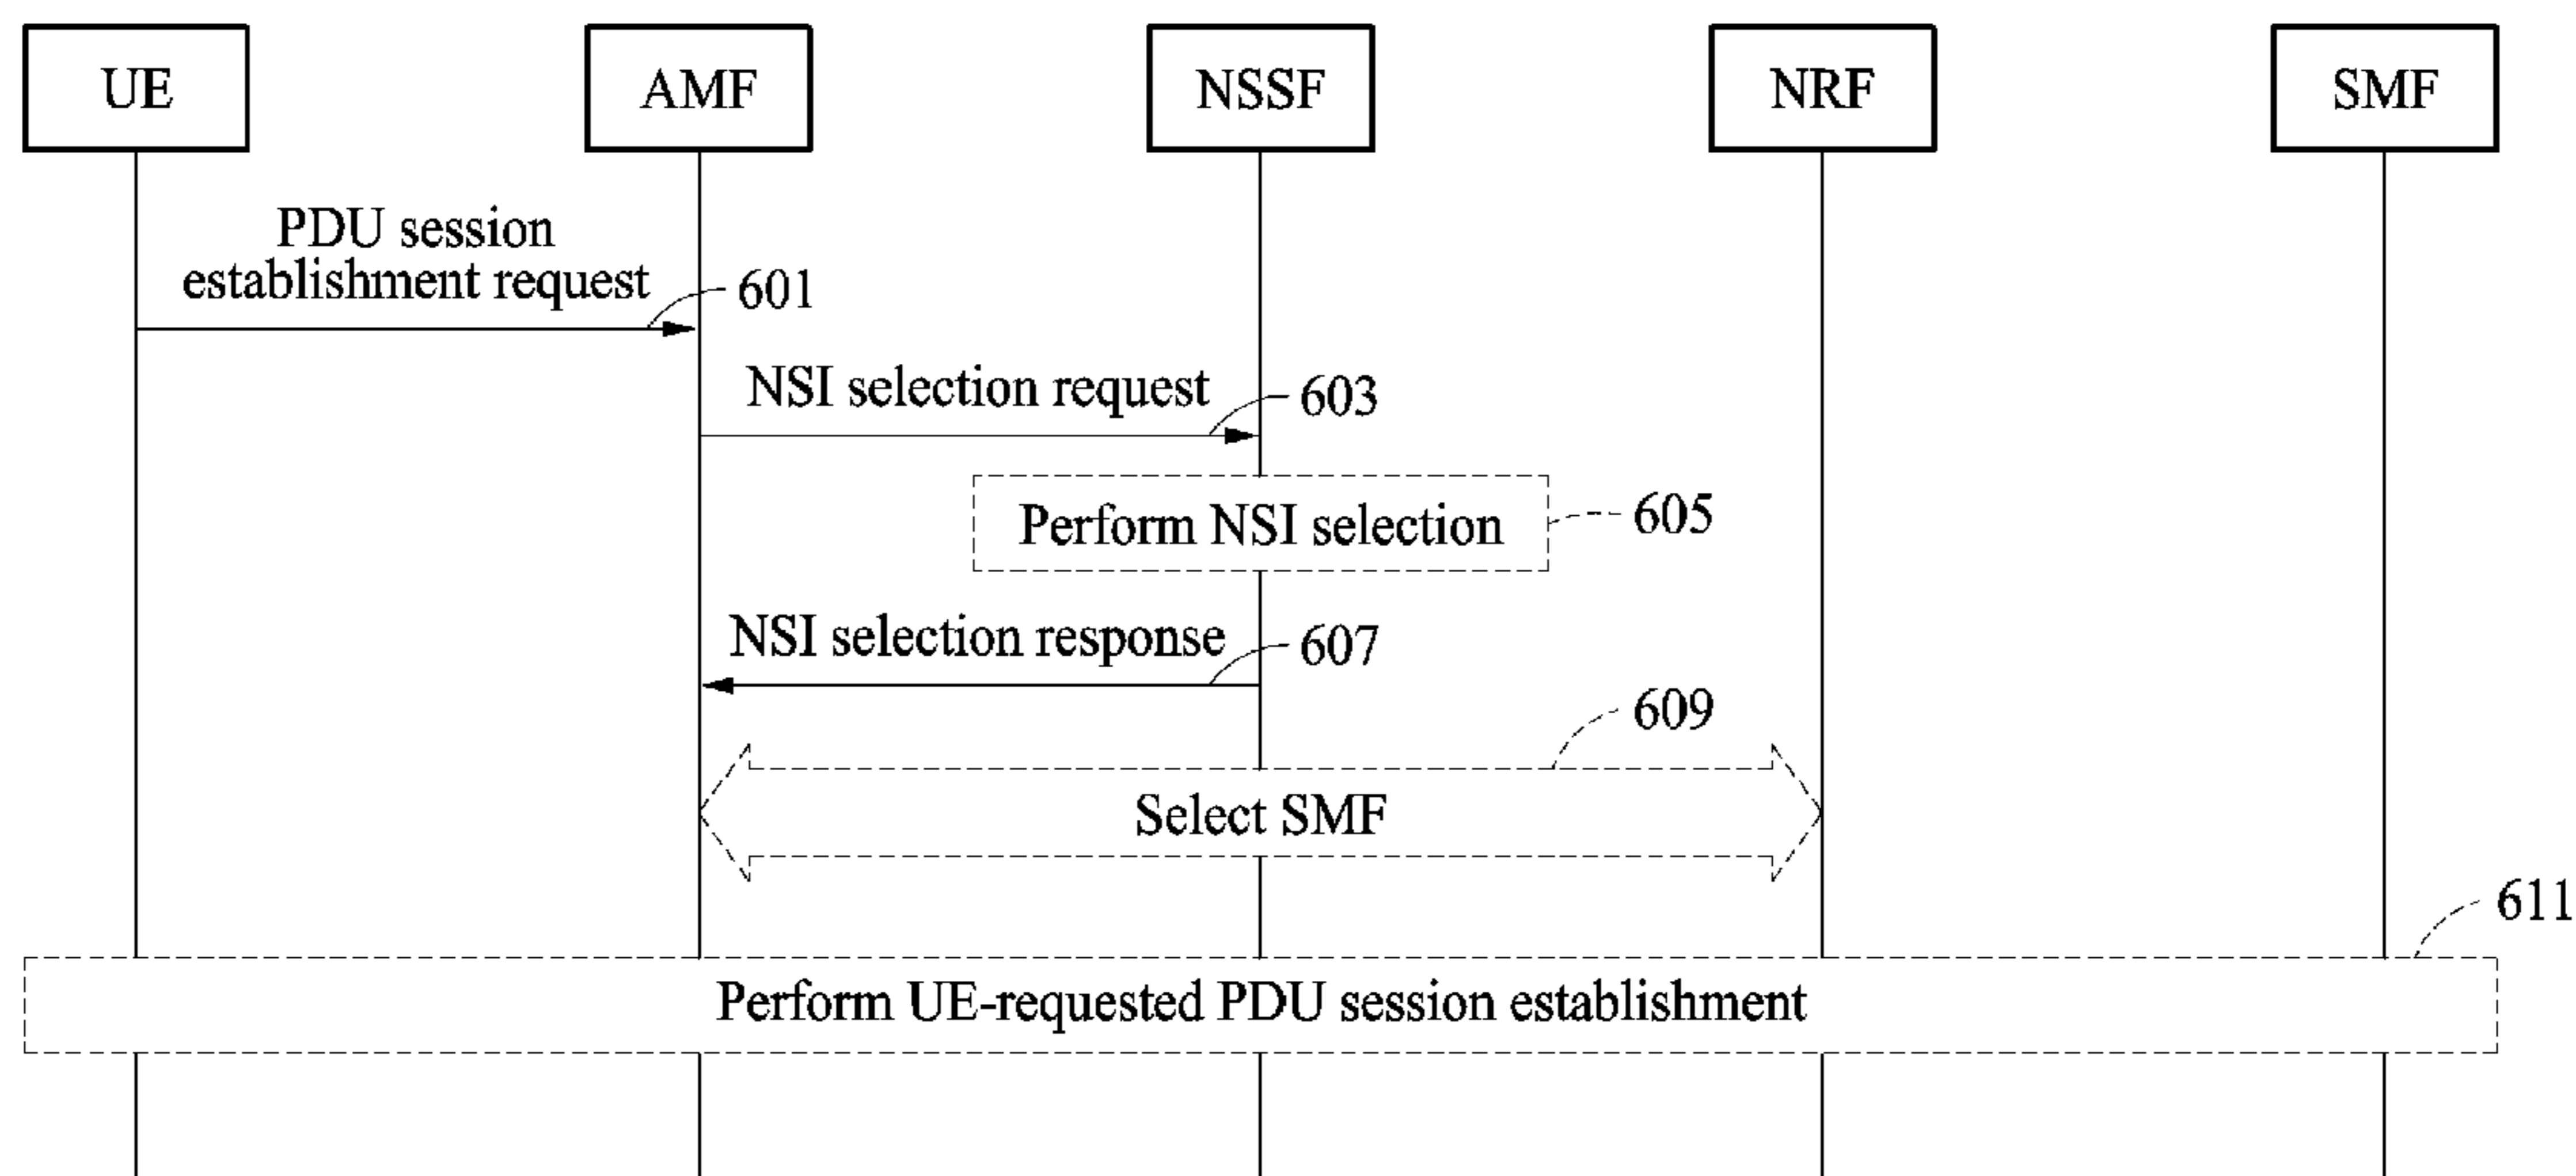 UE
AMF
NSSF
NRF
SMF
PDU session
establishment request
601
NSI selection request
603
Perform NSI selection
605
NSI selection response
607
609
Select SMF
611
Perform UE-requested PDU session establishment